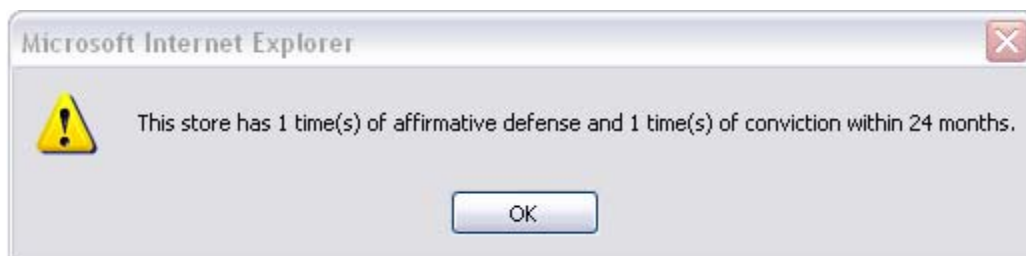 Microsoft Internet Explorer
This store has 1 time(s) of affirmative defense and 1 time(s) of conviction within 24 months.
OK